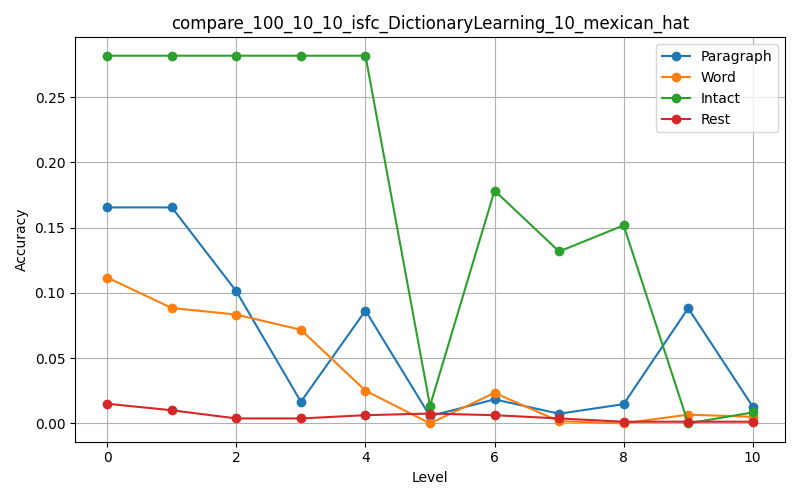 compare_100_10_10_isfc_DictionaryLearning_10_mexican_hat
Paragraph
Word
Intact
Rest
0.25
0.20
0.15
0.10
0.05
0.00
Accuracy
0 2 4 6 8 10
Level